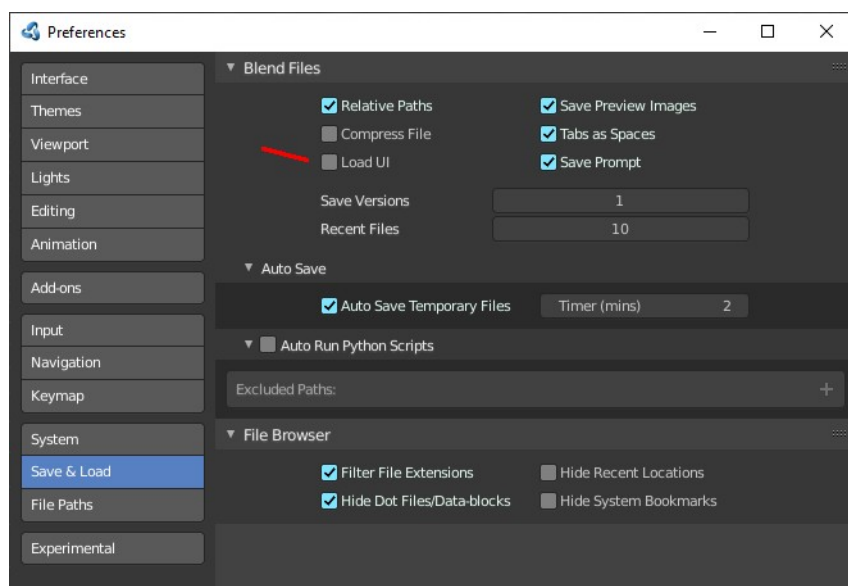 Preferences
Interface
Themes
Viewport
Lights
Editing
Animation
Add-ons
Input
Navigation
Keymap
System
Save & Load
File Paths
Experimental
Blend Files
Relative Paths
Save Preview Images
Compress File
Tabs as Spaces
Load UI
Save Prompt
Save Versions 1
Recent Files 10
Auto Save
Auto Save Temporary Files
Timer (mins) 2
Auto Run Python Scripts
Excluded Paths:
File Browser
Filter File Extensions
Hide Recent Locations
Hide Dot Files/Data-blocks
Hide System Bookmarks